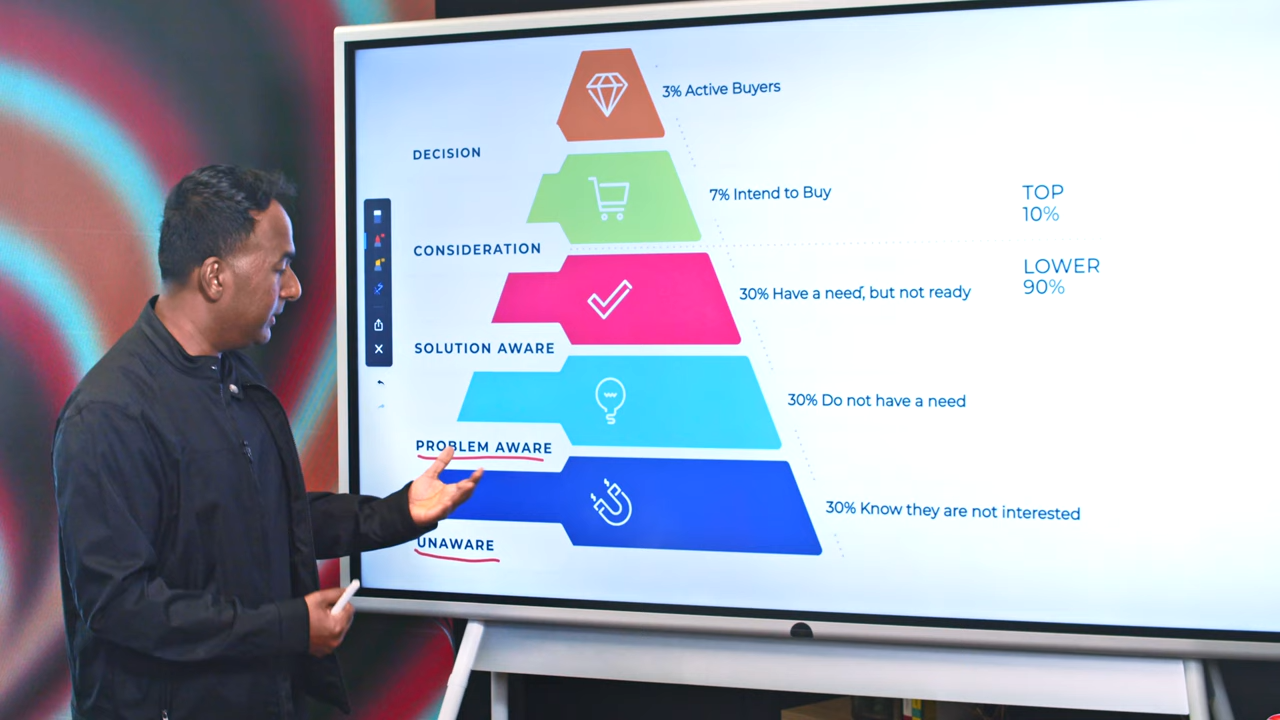 3% Active Buyers
DECISION
7% Intend to Buy
TOP
10%
CONSIDERATION
30% Have a need, but not ready
LOWER
90%
SOLUTION AWARE
30% Do not have a need
PROBLEM AWARE
30% Know they are not interested
UNAWARE